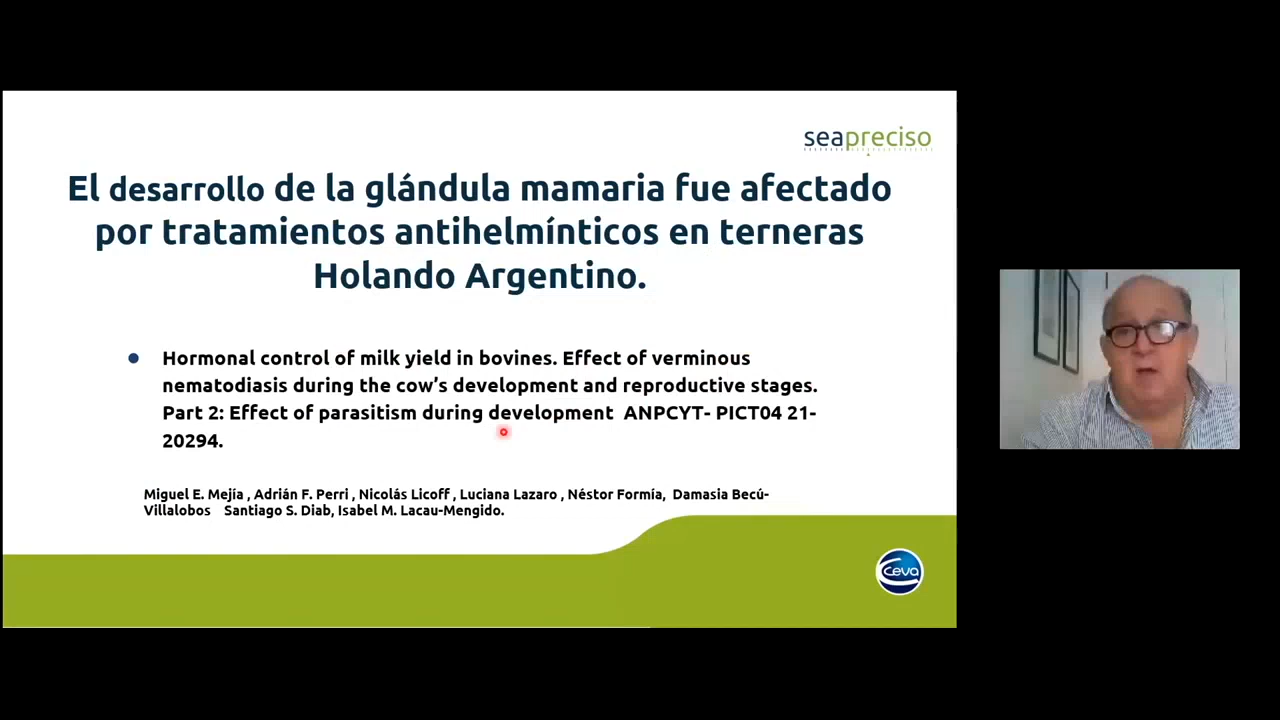 seapreciso
El desarrollo de la glándula mamaria fue afectado
por tratamientos antihelmínticos en terneras
Holando Argentino.
Hormonal control of milk yield in bovines. Effect of verminous
nematodiasis during the cow’s development and reproductive stages.
Part 2: Effect of parasitism during development ANPCYT- PICT04 21-
20294.
Miguel E. Mejía , Adrián F. Perri , Nicolás Licoff , Luciana Lazaro , Néstor Formía, Damasia Becú-
Villalobos Santiago S. Diab, Isabel M. Lacau-Mengido.
ceva